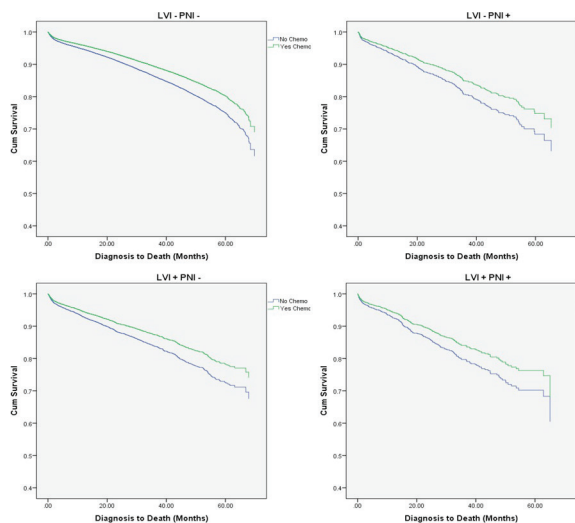 LVI - PNI -
1.0
0.9
0.8
0.7
0.6
0.5
0.4
Cum Survival
.00 20.00 40.00 60.00
Diagnosis to Death (Months)
No Chemo
Yes Chemo
LVI - PNI +
1.0
0.9
0.8
0.7
0.6
0.5
0.4
Cum Survival
.00 20.00 40.00 60.00
Diagnosis to Death (Months)
LVI + PNI -
1.0
0.9
0.8
0.7
0.6
0.5
0.4
Cum Survival
.00 20.00 40.00 60.00
Diagnosis to Death (Months)
No Chemo
Yes Chemo
LVI + PNI +
1.0
0.9
0.8
0.7
0.6
0.5
0.4
Cum Survival
.00 20.00 40.00 60.00
Diagnosis to Death (Months)